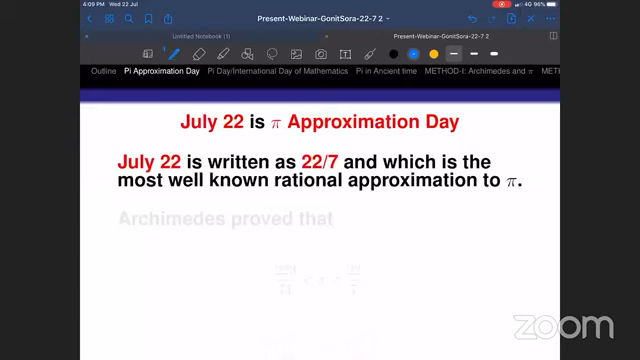 4:09 PM Wed 22 Jul
Present-Webinar-GonitSora-22-7 2
4G 96%
Untitled Notebook (1)
Present-Webinar-GonitSora-22-7 2
Outline Pi Approximation Day Pi Day/International Day of Mathematics Pi in Ancient time METHOD-I: Archimedes and π MET
July 22 is π Approximation Day
July 22 is written as 22/7 and which is the
most well known rational approximation to π.
Archimedes proved that
zoom